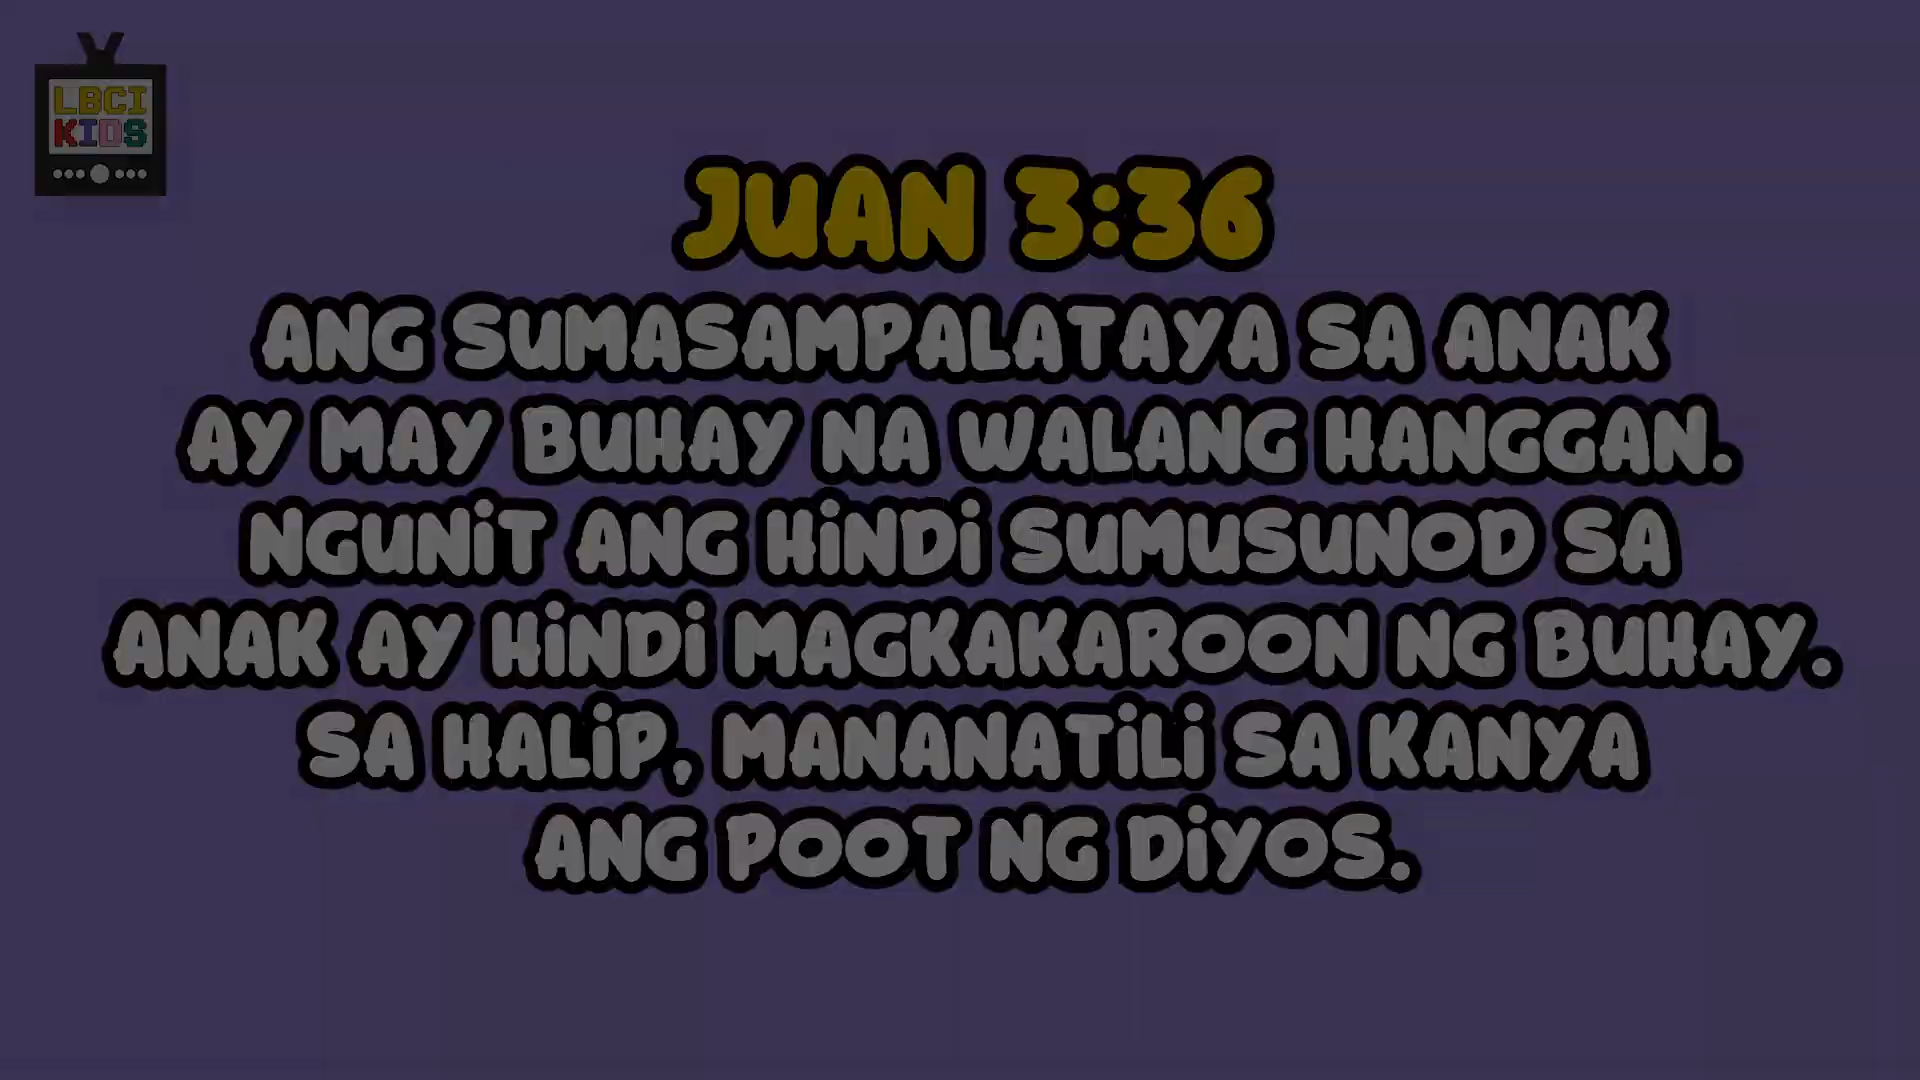 LBCI
KIDS
JUAN 3:36
ANG SUMASAMPALATAYA SA ANAK
AY MAY BUHAY NA WALANG HANGGAN.
NGUNIT ANG HINDI SUMUSUNOD SA
ANAK AY HINDI MAGKAKAROON NG BUHAY.
SA HALIP, MANANATILI SA KANYA
ANG POOT NG DIYOS.